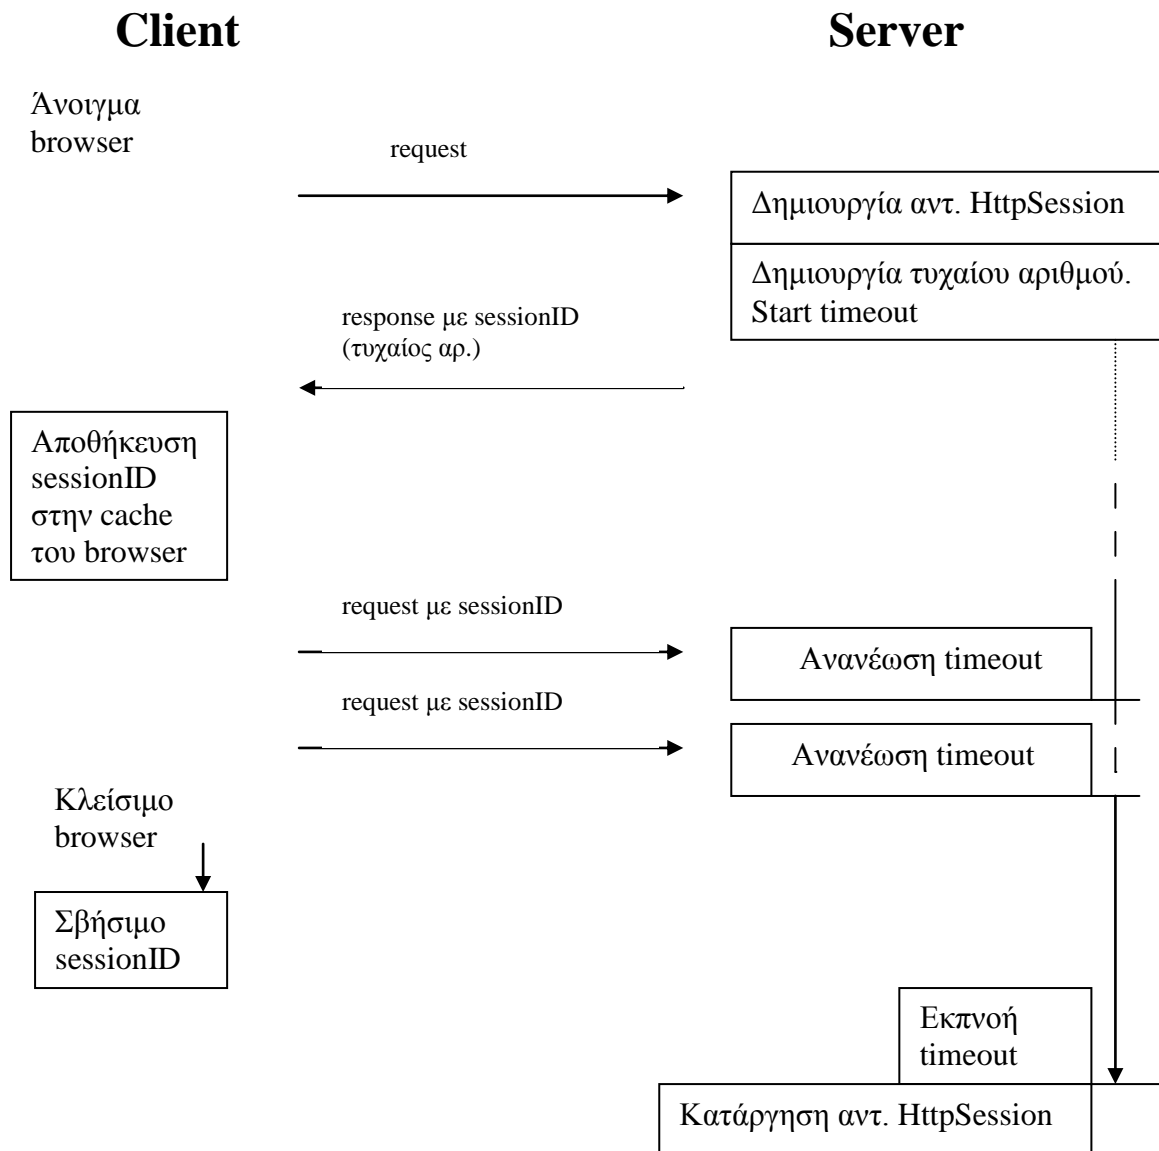 Client
Server
Άνοιγμα
browser
request
Δημιουργία αντ. HttpSession
Δημιουργία τυχαίου αριθμού.
Start timeout
response με sessionID
(τυχαίος αρ.)
Αποθήκευση
sessionID
στην cache
του browser
request με sessionID
Ανανέωση timeout
request με sessionID
Ανανέωση timeout
Κλείσιμο
browser
Σβήσιμο
sessionID
Εκπνοή
timeout
Κατάργηση αντ. HttpSession